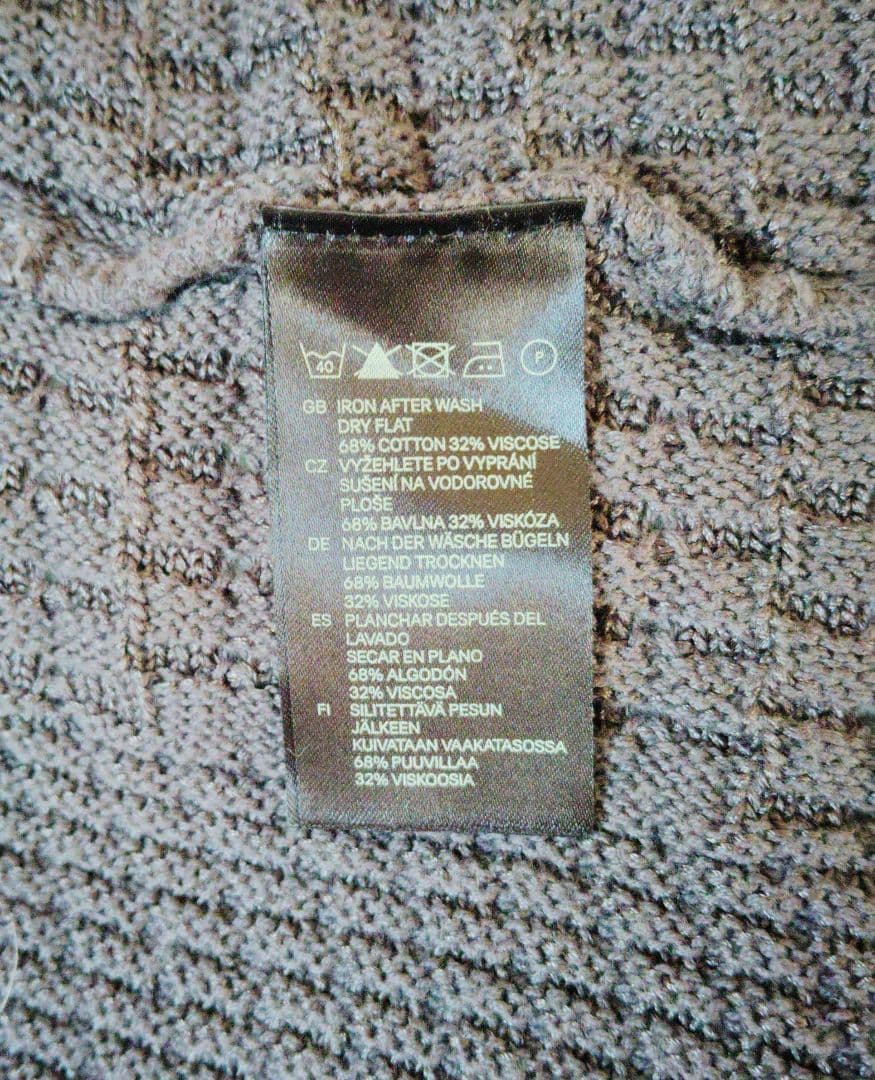 40 P
GB IRON AFTER WASH
DRY FLAT
68% COTTON 32% VISCOSE
CZ VYŽEHLETE PO VYPRÁNÍ
SUŠENÍ NA VODOROVNÉ
PLOŠE
68% BAVLNA 32% VISKÓZA
DE NACH DER WÄSCHE BÜGELN
LIEGEND TROCKNEN
68% BAUMWOLLE
32% VISKOSE
ES PLANCHAR DESPUÉS DEL
LAVADO
SECAR EN PLANO
68% ALGODÓN
32% VISCOSA
FI SILITETTÄVÄ PESUN
JÄLKEEN
KUIVATAAN VAAKATASOSSA
68% PUUVILLAA
32% VISKOOSIA